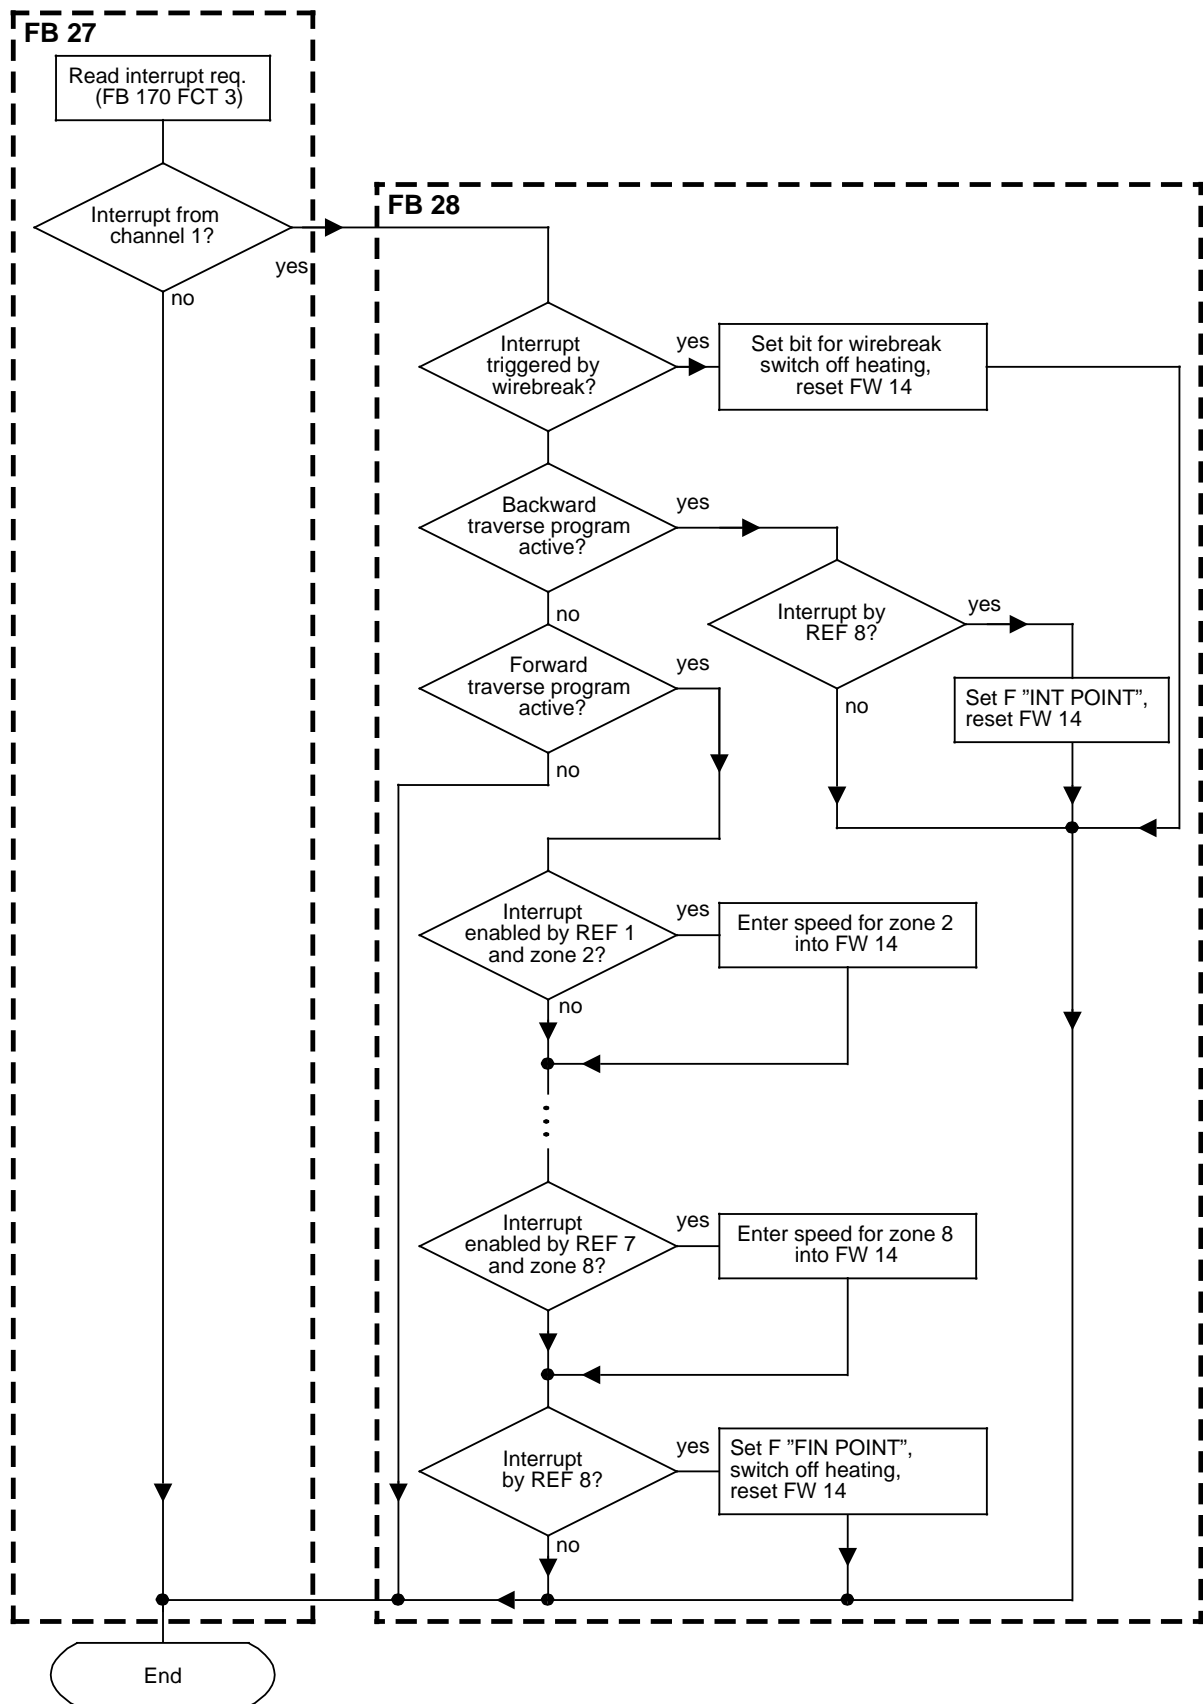 FB 27
Read interrupt req.
(FB 170 FCT 3)
Interrupt from
channel 1?
yes
no
FB 28
Interrupt
triggered by
wirebreak?
yes
Set bit for wirebreak
switch off heating,
reset FW 14
Backward
traverse program
active?
yes
no
Interrupt by
REF 8?
yes
no
Set F ”INT POINT”,
reset FW 14
Forward
traverse program
active?
yes
no
Interrupt
enabled by REF 1
and zone 2?
yes
Enter speed for zone 2
into FW 14
no
Interrupt
enabled by REF 7
and zone 8?
yes
Enter speed for zone 8
into FW 14
Interrupt
by REF 8?
yes
Set F ”FIN POINT”,
switch off heating,
reset FW 14
no
End